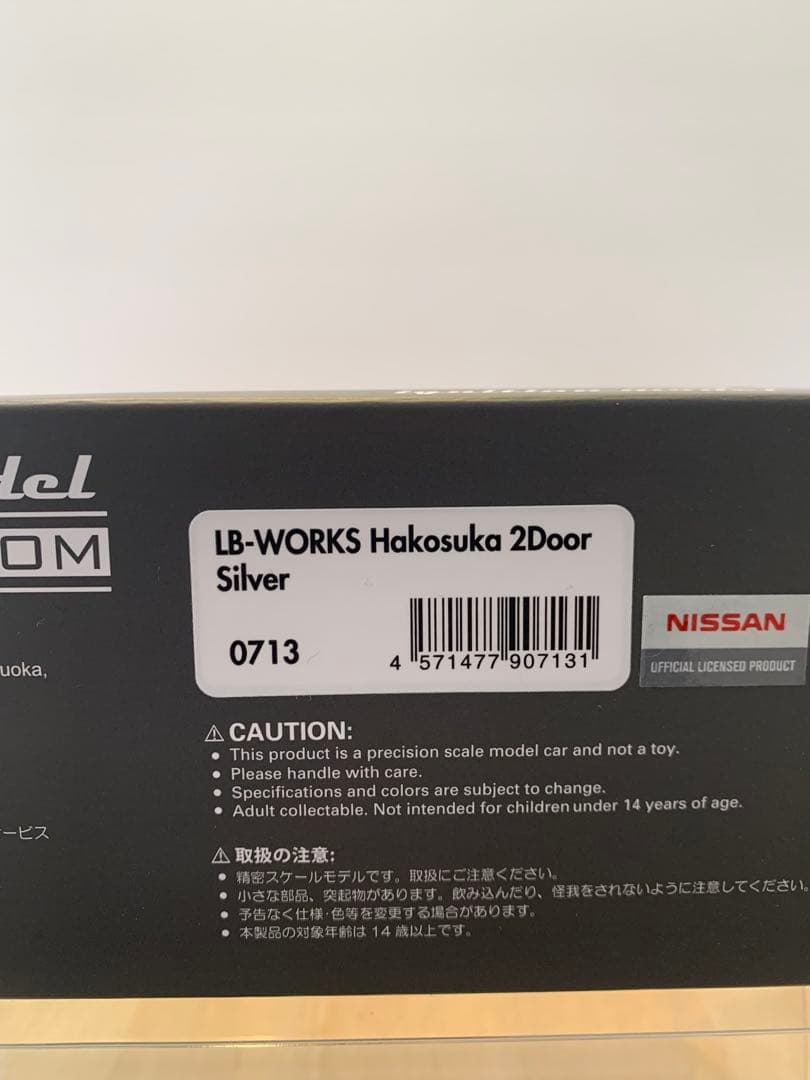 del
OM
LB-WORKS Hakosuka 2Door
Silver
0713
4 571477 907131
NISSAN
OFFICIAL LICENSED PRODUCT
uoka,
⚠ CAUTION:
• This product is a precision scale model car and not a toy.
• Please handle with care.
• Specifications and colors are subject to change.
• Adult collectable. Not intended for children under 14 years of age.
ービス
⚠ 取扱の注意:
• 精密スケールモデルです。取扱にご注意ください。
• 小さな部品、突起物があります。飲み込んだり、怪我をされないように注意してください。
• 予告なく仕様・色等を変更する場合があります。
• 本製品の対象年齢は 14 歳以上です。